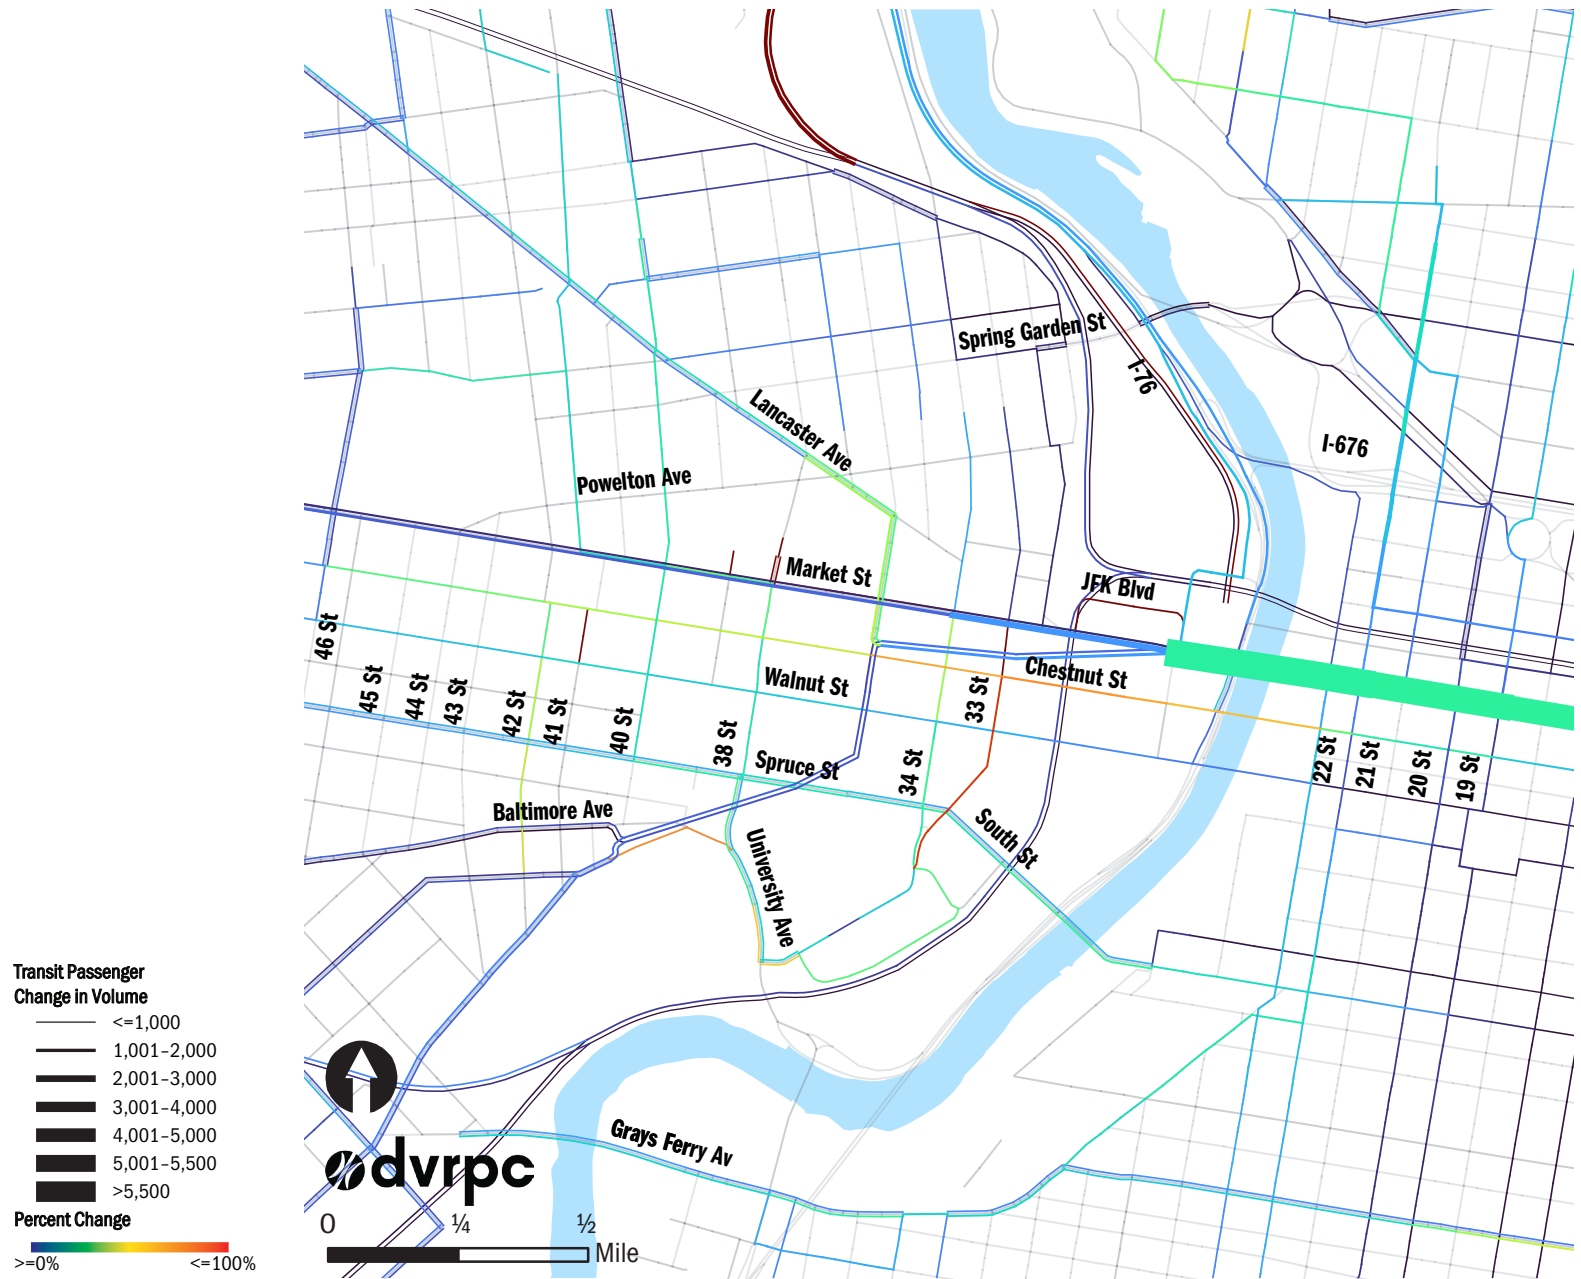 Spring Garden St
I-76
I-676
Lancaster Ave
Powelton Ave
Market St
JFK Blvd
46 St
45 St
44 St
43 St
42 St
41 St
40 St
38 St
Walnut St
Chestnut St
33 St
34 St
Spruce St
22 St
21 St
20 St
19 St
Baltimore Ave
University Ave
South St
Grays Ferry Av
Transit Passenger
Change in Volume
<=1,000
1,001-2,000
2,001-3,000
3,001-4,000
4,001-5,000
5,001-5,500
>5,500
Percent Change
>=0% <=100%
dvrpc
0 ¼ ½
Mile